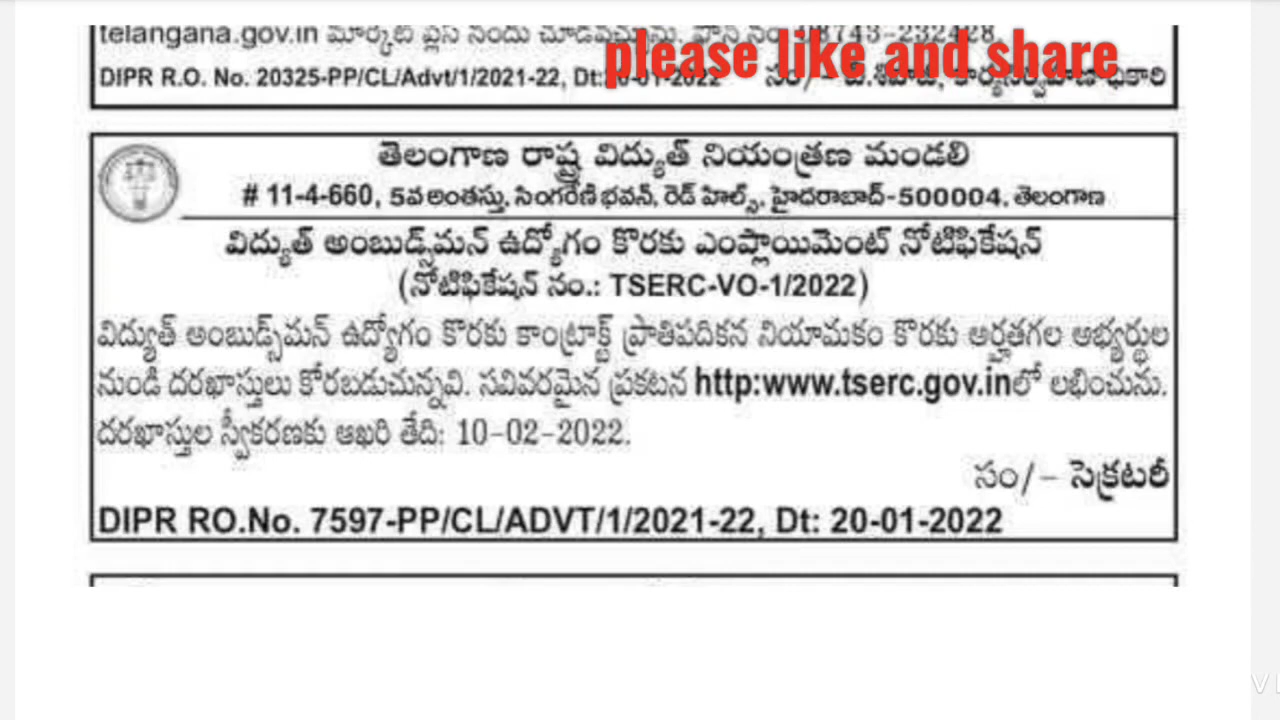 telangana.gov.in మార్కెట్ ప్లేస్ నందు
please like and share
DIPR R.O. No. 20325-PP/CL/Advt/1/2021-22, Dt: -01-2022 సం/-
తెలంగాణ రాష్ట్ర విద్యుత్ నియంత్రణ మండలి
# 11-4-660, 5వ అంతస్తు, సింగరేణి భవన్, రెడ్ హిల్స్, హైదరాబాద్-500004, తెలంగాణ
విద్యుత్ అంబుడ్స్‌మన్ ఉద్యోగం కొరకు ఎంప్లాయిమెంట్ నోటిఫికేషన్
(నోటిఫికేషన్ నం.: TSERC-VO-1/2022)
విద్యుత్ అంబుడ్స్‌మన్ ఉద్యోగం కొరకు కాంట్రాక్ట్ ప్రాతిపదికన నియామకం కొరకు అర్హతగల అభ్యర్థుల
నుండి దరఖాస్తులు కోరబడుచున్నవి. సవివరమైన ప్రకటన http:www.tserc.gov.inలో లభించును.
దరఖాస్తుల స్వీకరణకు ఆఖరి తేది: 10-02-2022.
సం/- సెక్రటరీ
DIPR RO.No. 7597-PP/CL/ADVT/1/2021-22, Dt: 20-01-2022